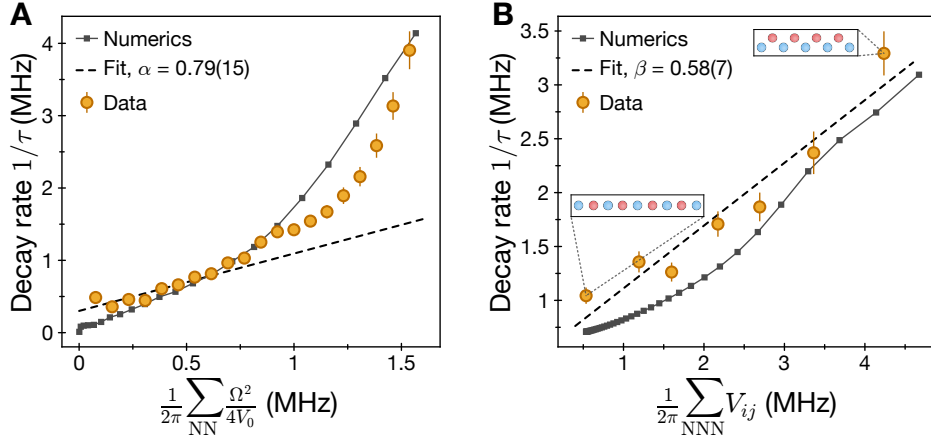 A
Numerics
Fit, α = 0.79(15)
Data
Decay rate 1/τ (MHz)
4
3
2
1
0
0 0.5 1 1.5
1/2π ∑NN Ω²/4V₀ (MHz)
B
Numerics
Fit, β = 0.58(7)
Data
Decay rate 1/τ (MHz)
3.5
3
2.5
2
1.5
1
1 2 3 4
1/2π ∑NNN Vij (MHz)